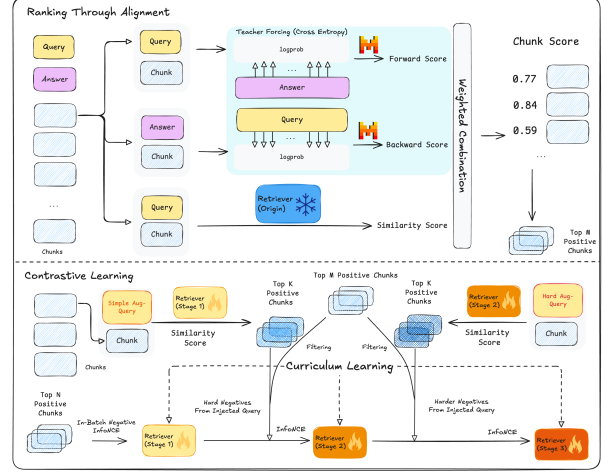 Ranking Through Alignment
Query
Answer
...
Chunks
Query
Chunk
Answer
Chunk
Query
Chunk
Teacher Forcing (Cross Entropy)
logprob
...
Answer
Query
...
logprob
Forward Score
Backward Score
Retriever
(Origin)
Similarity Score
Weighted Combination
Chunk Score
0.77
0.84
0.59
...
Top M
Positive
Chunks
Contrastive Learning
Chunks
Simple Aug-
Query
Chunk
Retriever
(Stage 1)
Similarity
Score
Top K
Positive
Chunks
Top M Positive Chunks
Filtering
Filtering
Top K
Positive
Chunks
Retriever
(Stage 2)
Similarity
Score
Hard Aug-
Query
Chunk
Curriculum Learning
Top N
Positive
Chunks
In-Batch Negative
InfoNCE
Retriever
(Stage 1)
Hard Negatives
From Injected Query
InfoNCE
Retriever
(Stage 2)
Harder Negatives
From Injected Query
InfoNCE
Retriever
(Stage 3)